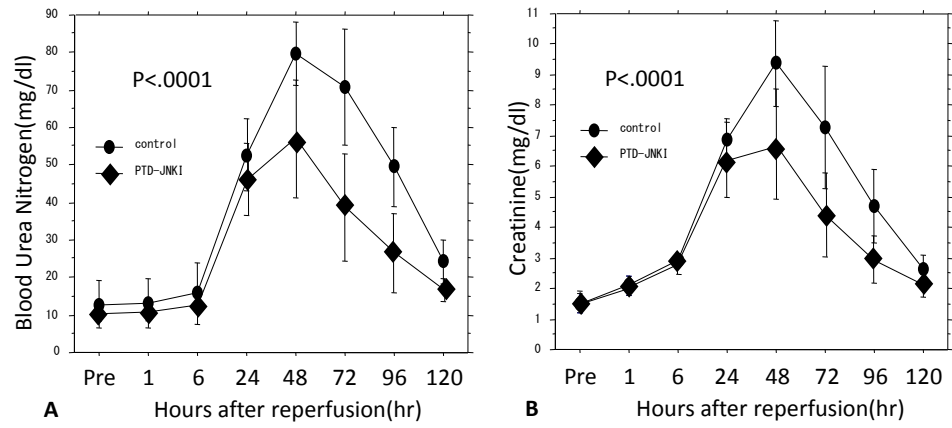 90
80
70
60
50
40
30
20
10
0
Blood Urea Nitrogen(mg/dl)
P<.0001
control
PTD-JNKI
Pre 1 6 24 48 72 96 120
A Hours after reperfusion(hr)
11
10
9
8
7
6
5
4
3
2
1
0
Creatinine(mg/dl)
P<.0001
control
PTD-JNKI
Pre 1 6 24 48 72 96 120
B Hours after reperfusion(hr)